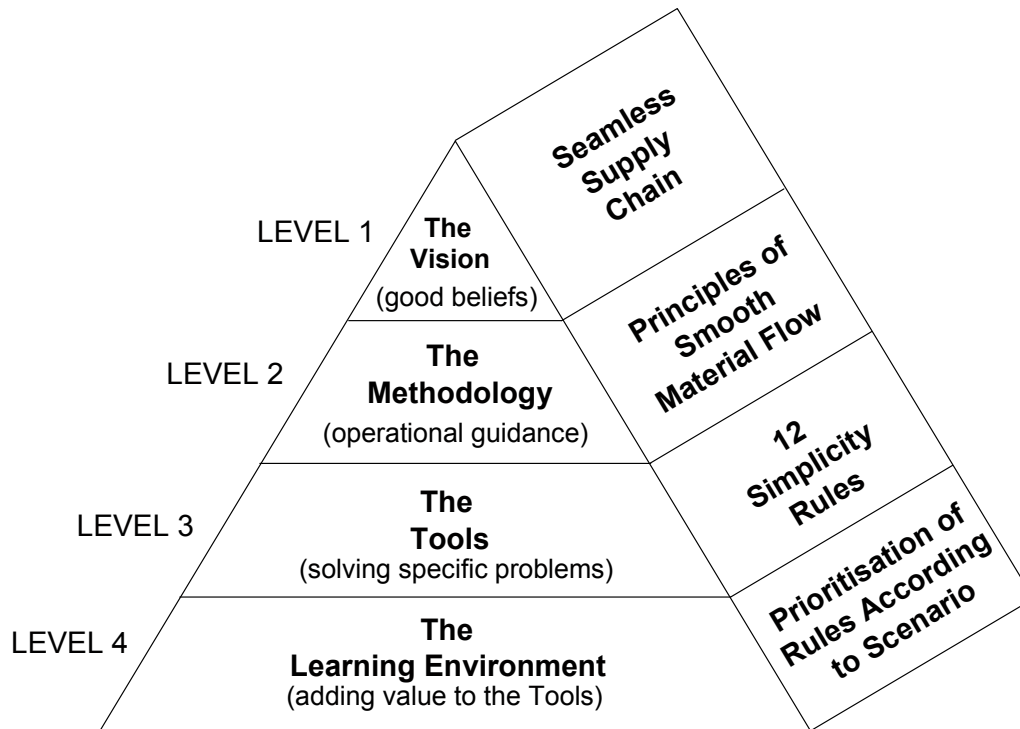 LEVEL 1
The
Vision
(good beliefs)
Seamless
Supply
Chain
LEVEL 2
The
Methodology
(operational guidance)
Principles of
Smooth
Material Flow
LEVEL 3
The
Tools
(solving specific problems)
12
Simplicity
Rules
LEVEL 4
The
Learning Environment
(adding value to the Tools)
Prioritisation of
Rules According
to Scenario